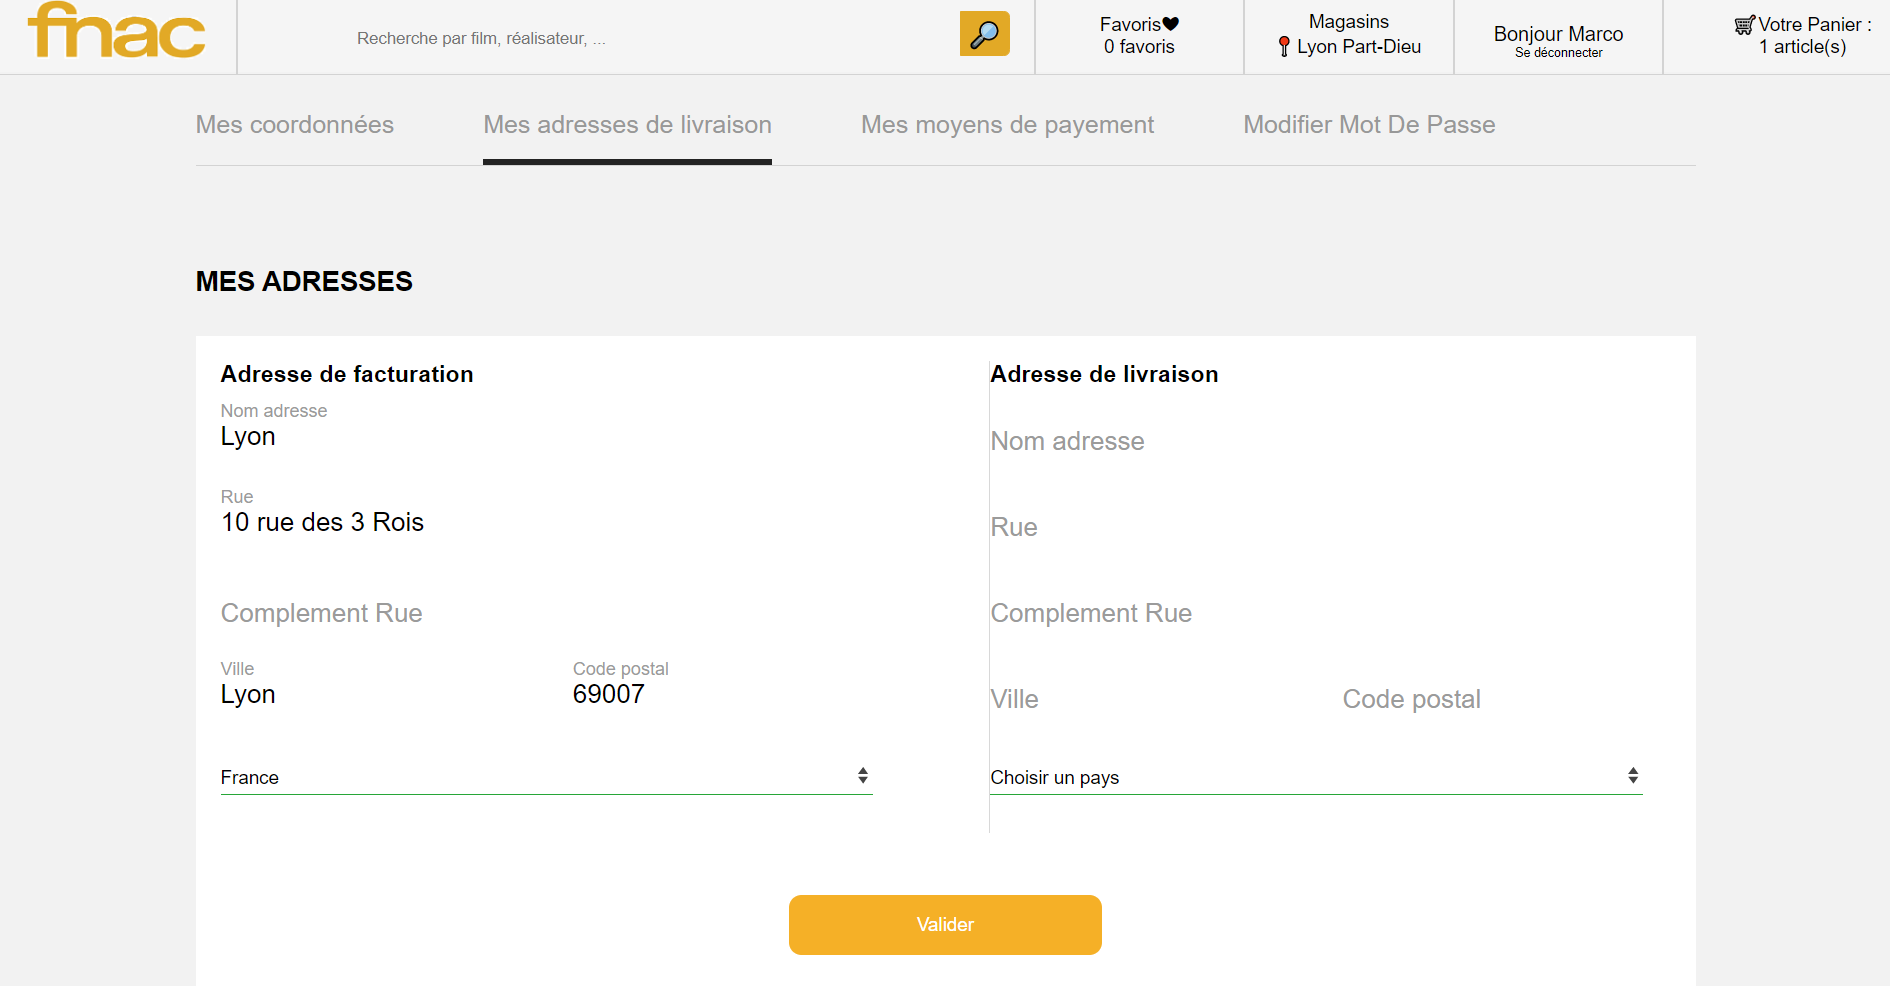 fnac
Recherche par film, réalisateur, ...
Favoris
0 favoris
Magasins
Lyon Part-Dieu
Bonjour Marco
Se déconnecter
Votre Panier :
1 article(s)
Mes coordonnées
Mes adresses de livraison
Mes moyens de payement
Modifier Mot De Passe
MES ADRESSES
Adresse de facturation
Nom adresse
Lyon
Rue
10 rue des 3 Rois
Complement Rue
Ville
Lyon
Code postal
69007
France
Adresse de livraison
Nom adresse
Rue
Complement Rue
Ville
Code postal
Choisir un pays
Valider